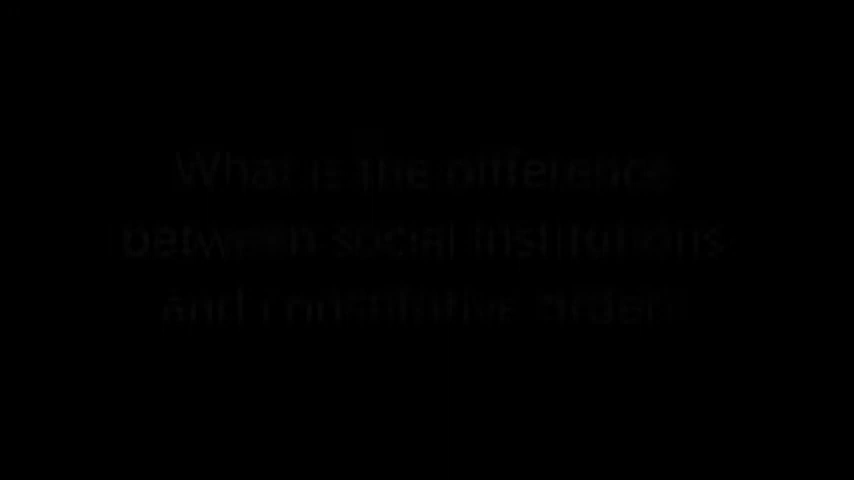 What is the difference
between social institutions
and constitutive orders